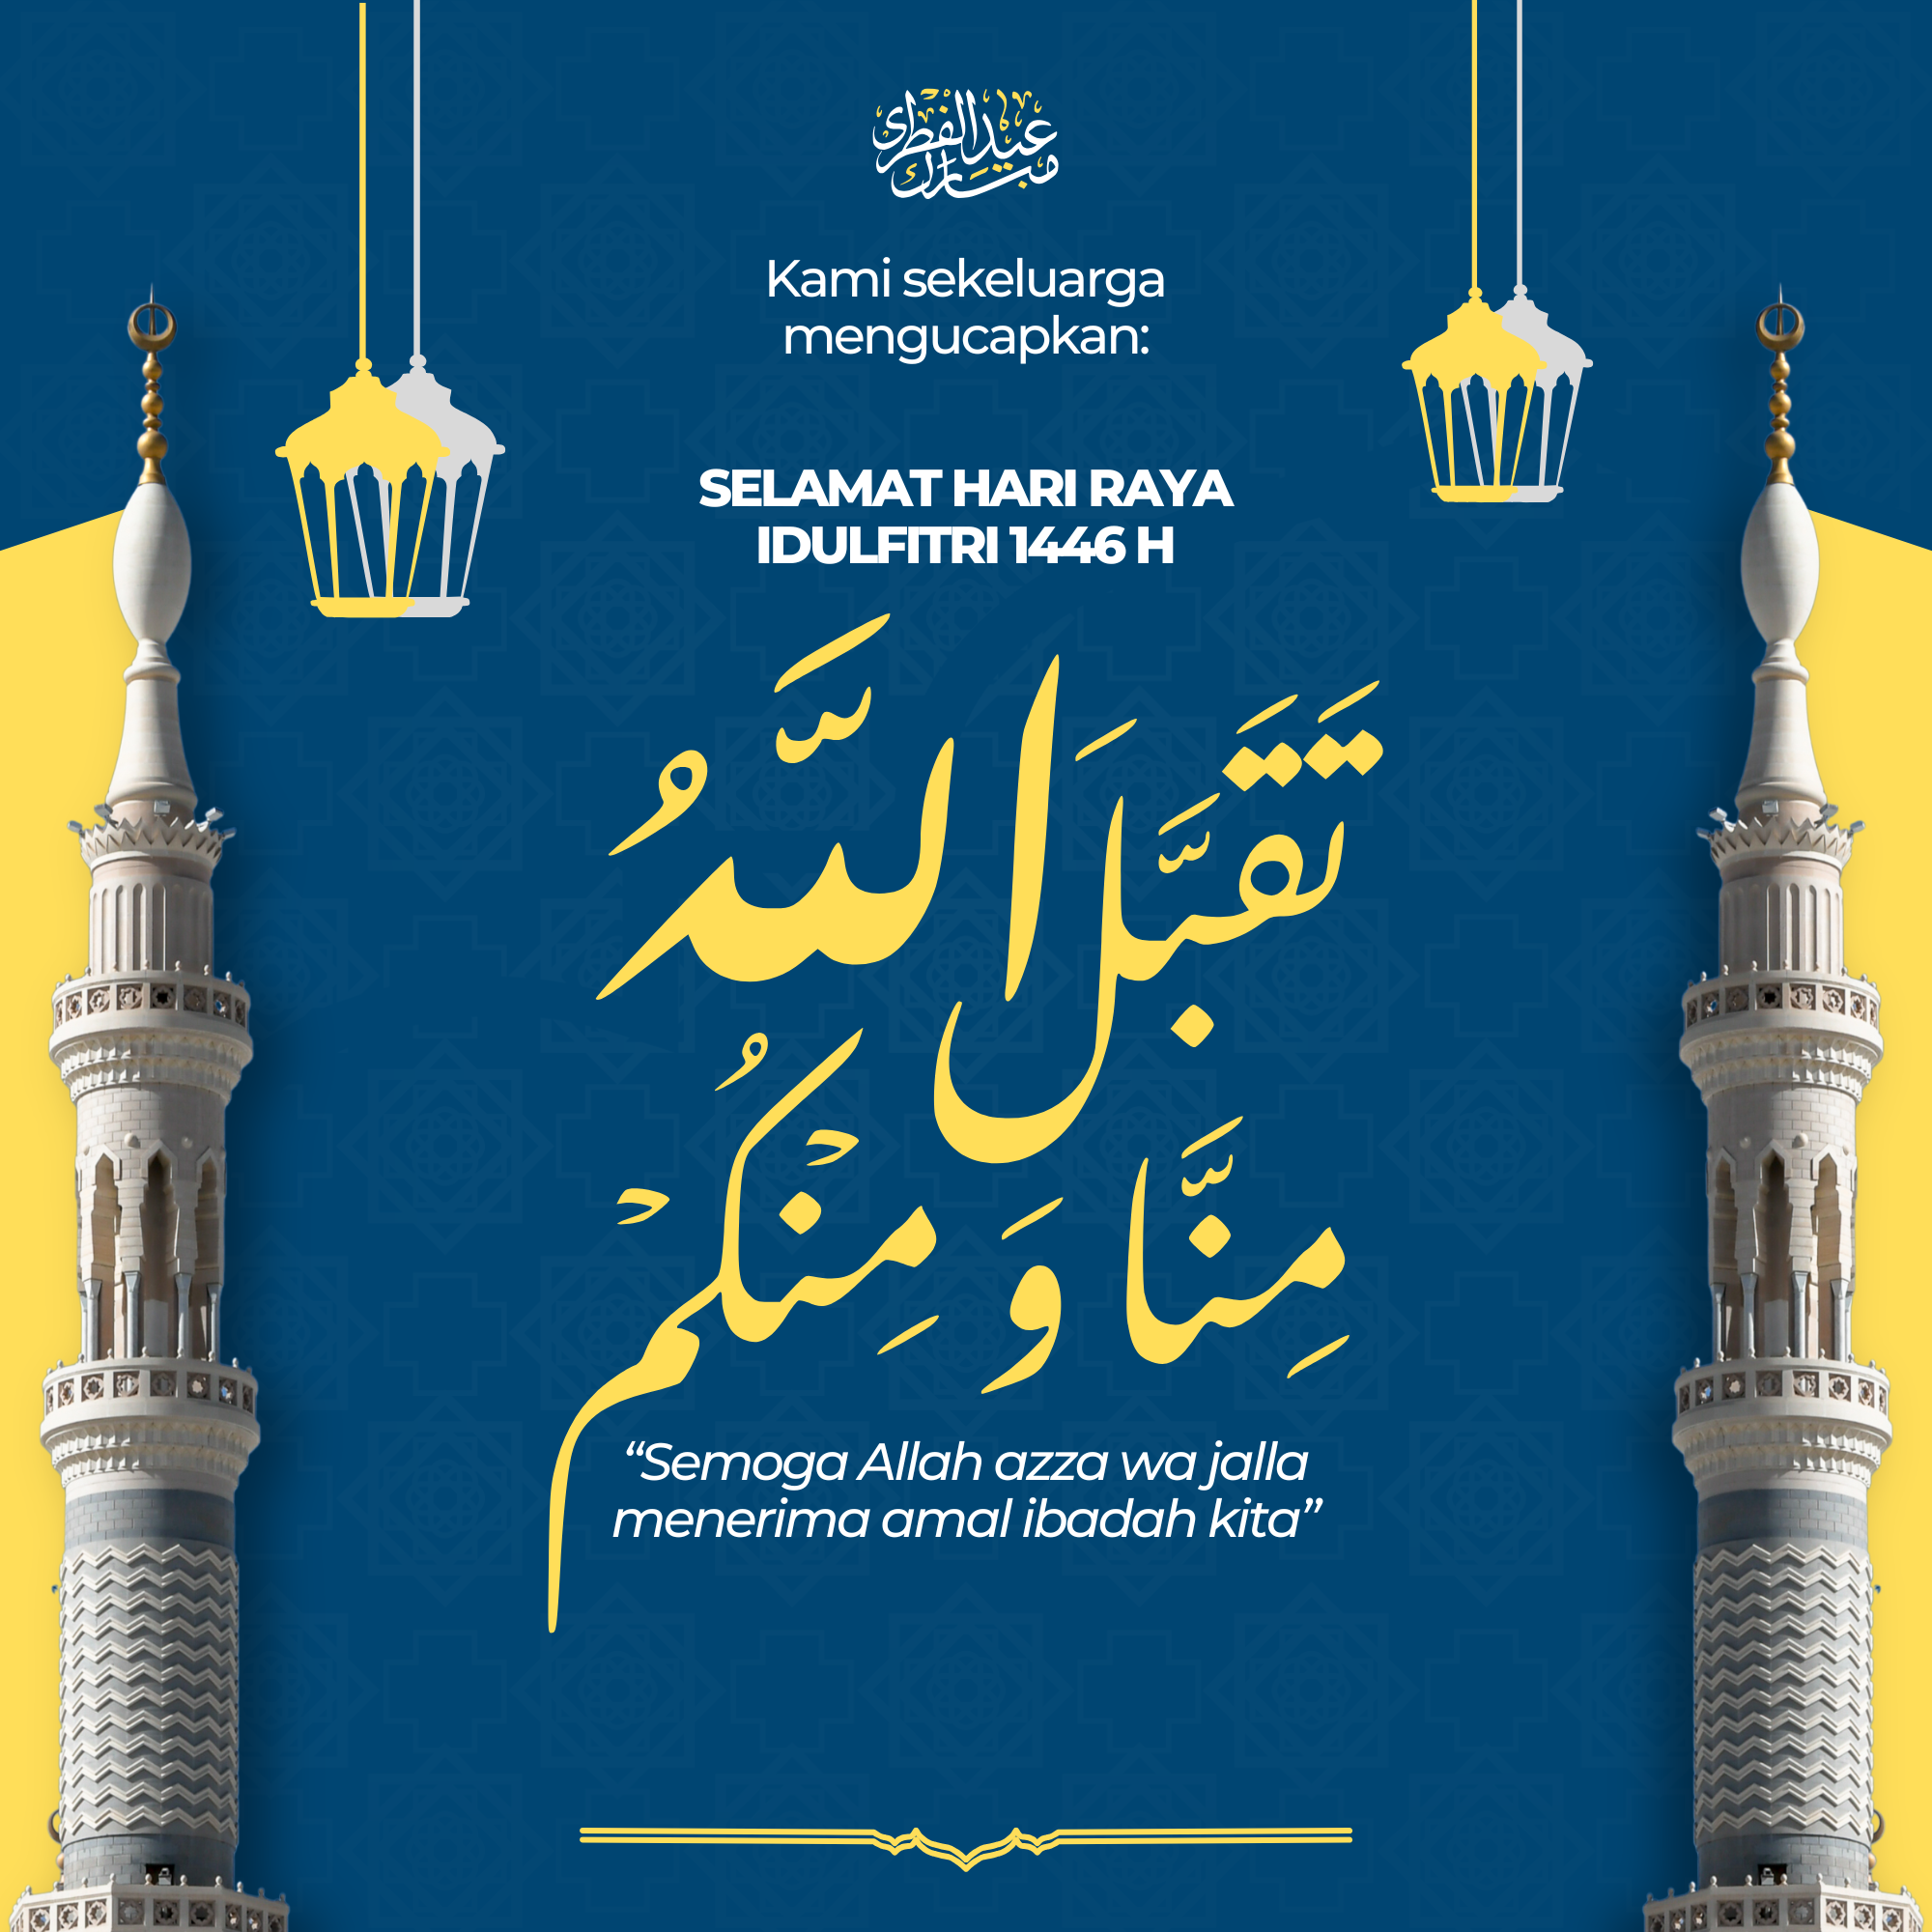 عيد الفطر
مبارك
Kami sekeluarga
mengucapkan:
SELAMAT HARI RAYA
IDULFITRI 1446 H
تَقَبَّلَ اللَّهُ
مِنَّا وَمِنْكُمْ
“Semoga Allah azza wa jalla
menerima amal ibadah kita”